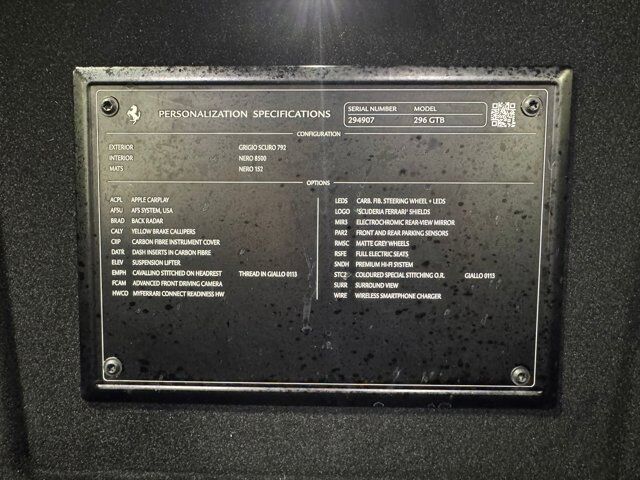 PERSONALIZATION SPECIFICATIONS
SERIAL NUMBER MODEL
294907 296 GTB
CONFIGURATION
EXTERIOR GRIGIO SCURO 792
INTERIOR NERO 8500
MATS NERO 152
OPTIONS
ACPL APPLE CARPLAY
AFSU AFS SYSTEM, USA
BRAD BACK RADAR
CALY YELLOW BRAKE CALLIPERS
CIIP CARBON FIBRE INSTRUMENT COVER
DATR DASH INSERTS IN CARBON FIBRE
ELEV SUSPENSION LIFTER
EMPH CAVALLINO STITCHED ON HEADREST THREAD IN GIALLO 0113
FCAM ADVANCED FRONT DRIVING CAMERA
HWCD MYFERRARI CONNECT READINESS HW
LEDS CARB. FIB. STEERING WHEEL + LEDS
LOGO 'SCUDERIA FERRARI' SHIELDS
MIR3 ELECTROCHROMIC REAR-VIEW MIRROR
PAR2 FRONT AND REAR PARKING SENSORS
RMSC MATTE GREY WHEELS
RSFE FULL ELECTRIC SEATS
SNDH PREMIUM HI-FI SYSTEM
STC2 COLOURED SPECIAL STITCHING O.R. GIALLO 0113
SURR SURROUND VIEW
WIRE WIRELESS SMARTPHONE CHARGER